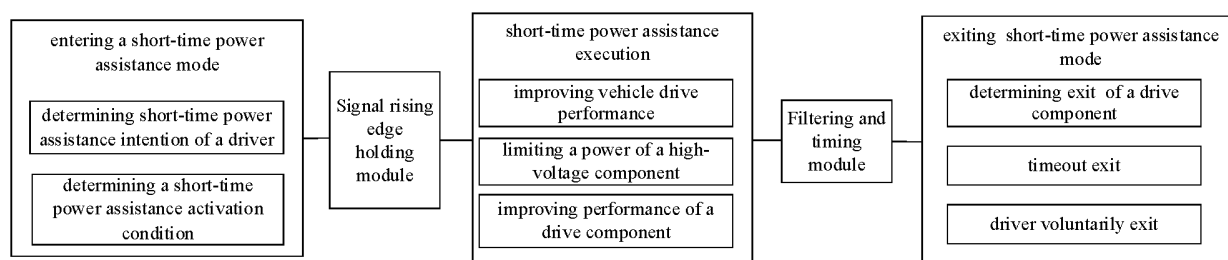 entering a short-time power
assistance mode
determining short-time power
assistance intention of a driver
determining a short-time
power assistance activation
condition
Signal rising
edge
holding
module
short-time power assistance
execution
improving vehicle drive
performance
limiting a power of a high-
voltage component
improving performance of a
drive component
Filtering and
timing
module
exiting short-time power assistance
mode
determining exit of a drive
component
timeout exit
driver voluntarily exit